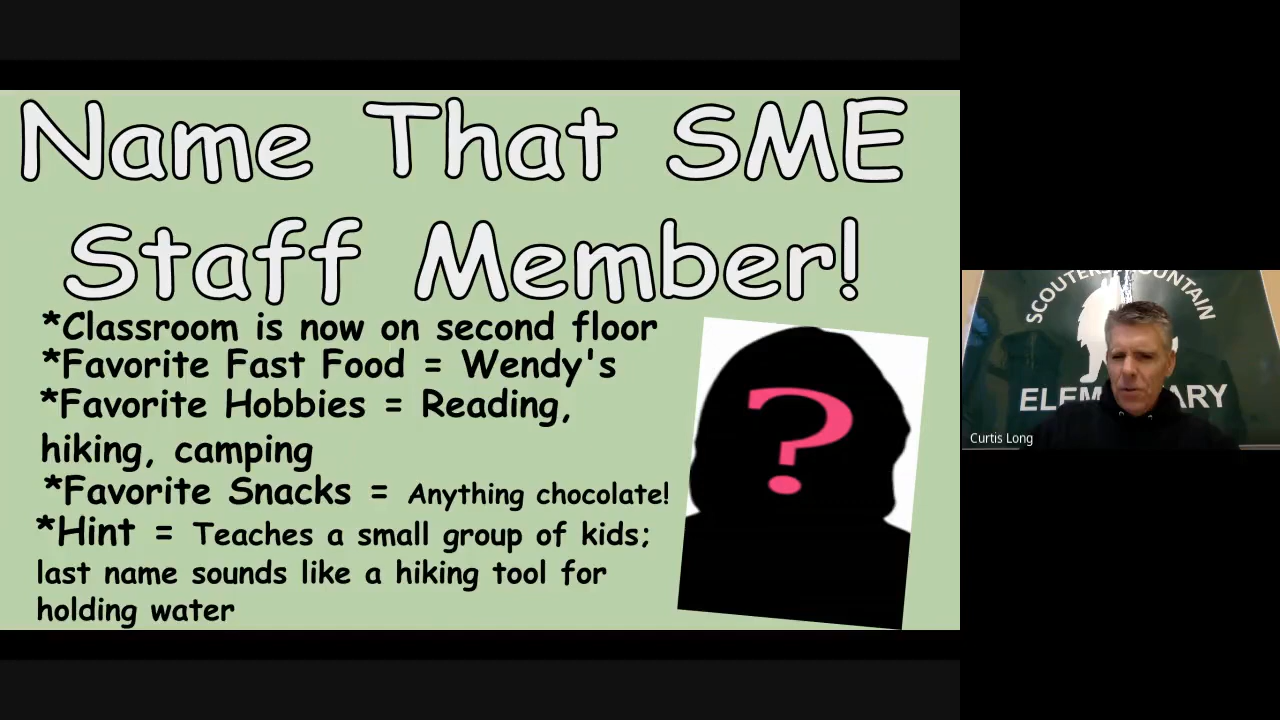 Name That SME
Staff Member!
*Classroom is now on second floor
*Favorite Fast Food = Wendy's
*Favorite Hobbies = Reading,
hiking, camping
*Favorite Snacks = Anything chocolate!
*Hint = Teaches a small group of kids;
last name sounds like a hiking tool for
holding water
?
Curtis Long